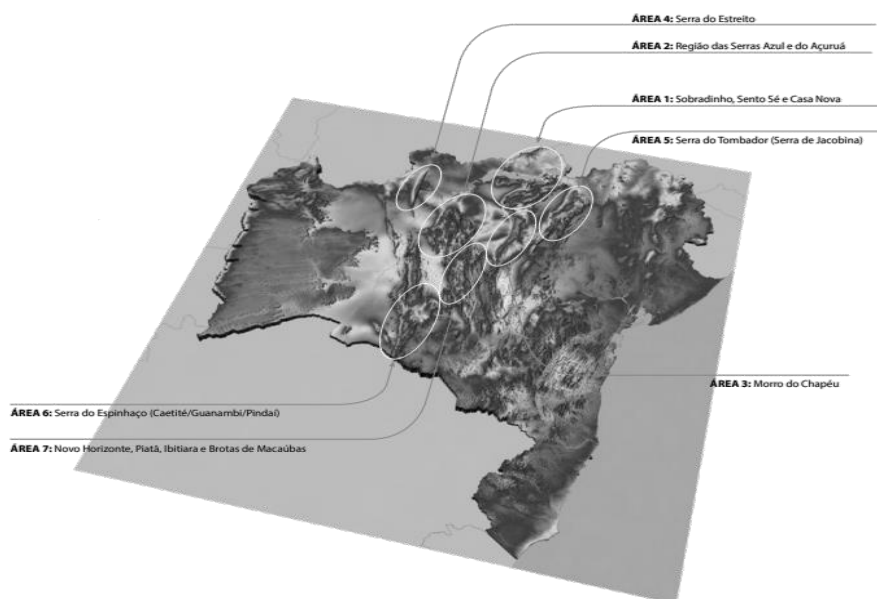 ÁREA 4: Serra do Estreito
ÁREA 2: Região das Serras Azul e do Açuruá
ÁREA 1: Sobradinho, Sento Sé e Casa Nova
ÁREA 5: Serra do Tombador (Serra de Jacobina)
ÁREA 3: Morro do Chapéu
ÁREA 6: Serra do Espinhaço (Caetité/Guanambi/Pindaí)
ÁREA 7: Novo Horizonte, Piatã, Ibitiara e Brotas de Macaúbas